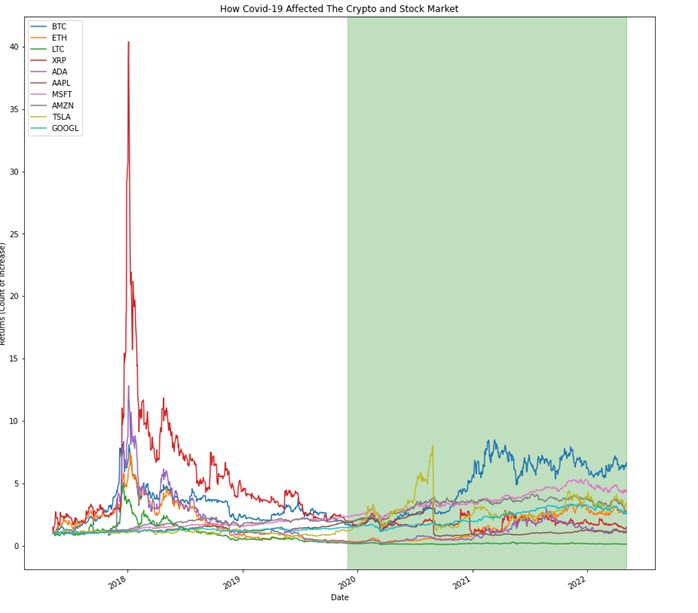 How Covid-19 Affected The Crypto and Stock Market
BTC
ETH
LTC
XRP
ADA
AAPL
MSFT
AMZN
TSLA
GOOGL
40
35
30
25
20
15
10
5
0
Returns (Count of Increase)
2018
2019
2020
2021
2022
Date